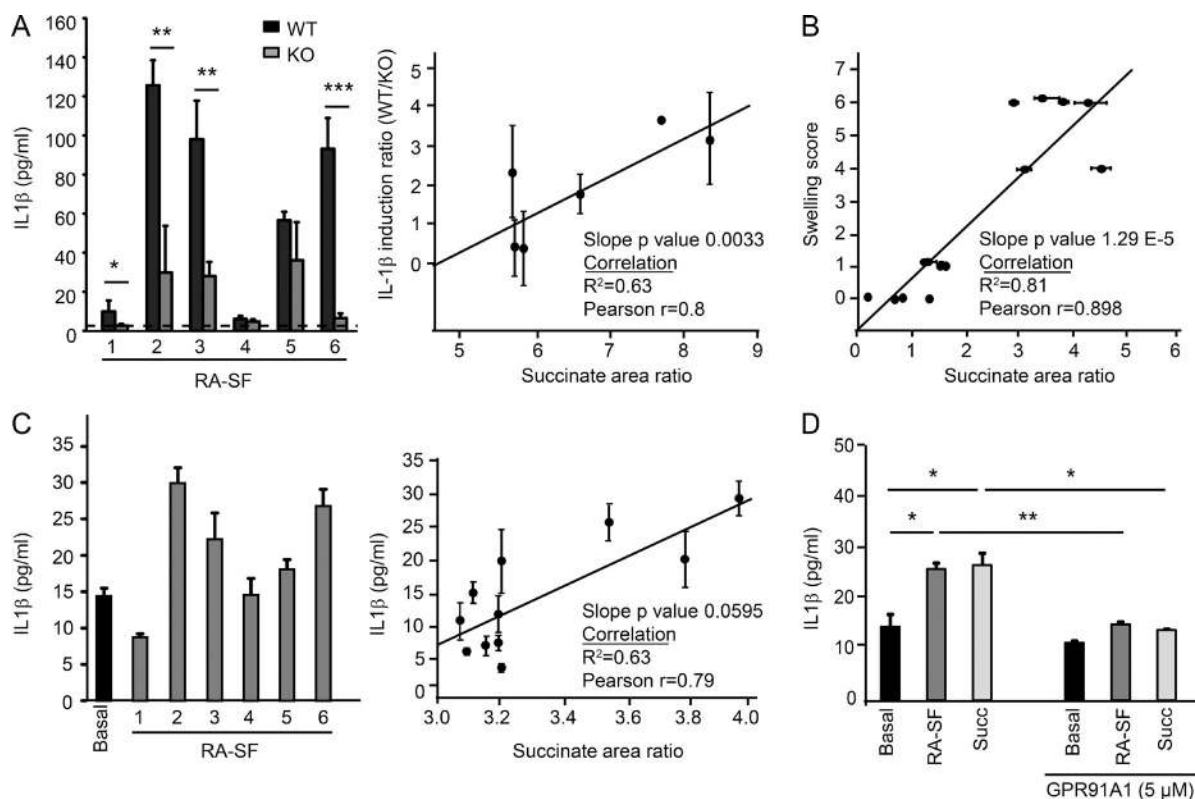 A
IL1β (pg/ml)
160
140
120
100
80
60
40
20
0
WT
KO
*
**
**
***
1 2 3 4 5 6
RA-SF
IL-1β induction ratio (WT/KO)
5
4
3
2
1
0
Slope p value 0.0033
Correlation
R²=0.63
Pearson r=0.8
5 6 7 8 9
Succinate area ratio
B
Swelling score
7
6
5
4
3
2
1
0
Slope p value 1.29 E-5
Correlation
R²=0.81
Pearson r=0.898
0 1 2 3 4 5 6
Succinate area ratio
C
IL1β (pg/ml)
35
30
25
20
15
10
5
0
Basal 1 2 3 4 5 6
RA-SF
IL1β (pg/ml)
35
30
25
20
15
10
5
0
Slope p value 0.0595
Correlation
R²=0.63
Pearson r=0.79
3.0 3.2 3.6 3.8 4.0
Succinate area ratio
D
IL1β (pg/ml)
50
40
30
20
10
0
* *
* **
Basal RA-SF Succ Basal RA-SF Succ
GPR91A1 (5 μM)